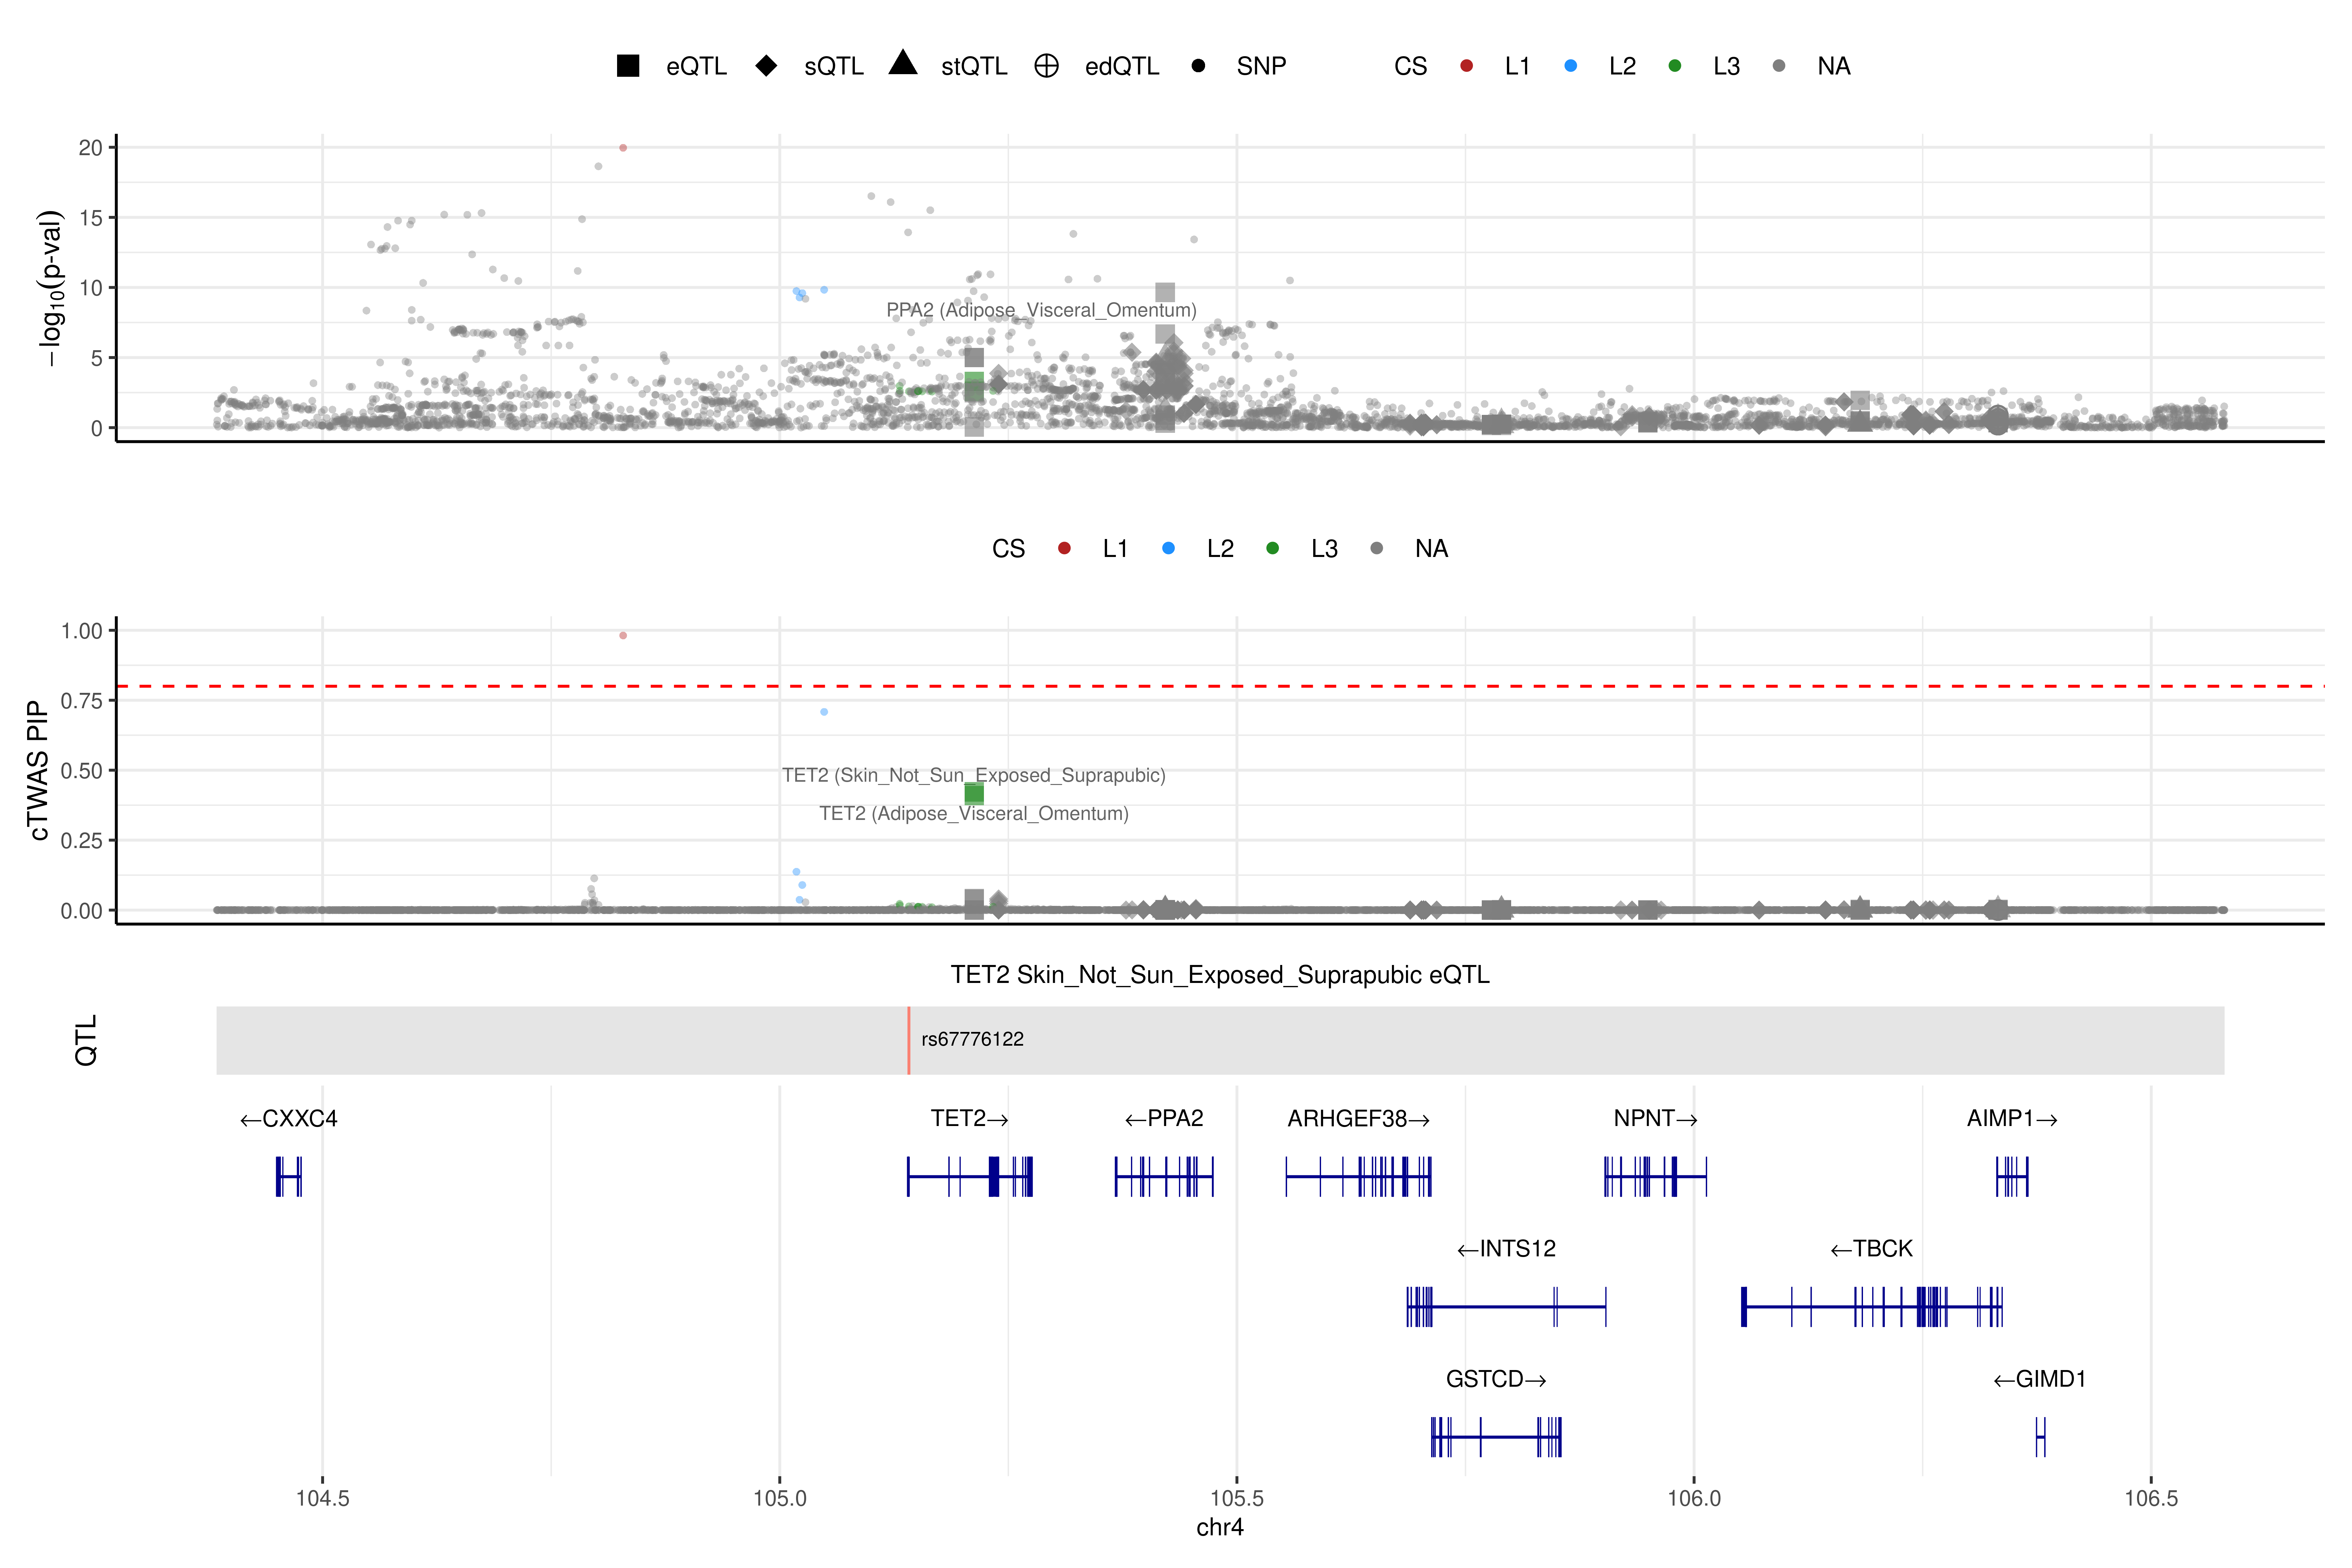 eQTL sQTL stQTL edQTL SNP CS L1 L2 L3 NA
20
15
10
5
0
−log10(p-val)
PPA2 (Adipose_Visceral_Omentum)
CS L1 L2 L3 NA
1.00
0.75
0.50
0.25
0.00
cTWAS PIP
TET2 (Skin_Not_Sun_Exposed_Suprapubic)
TET2 (Adipose_Visceral_Omentum)
TET2 Skin_Not_Sun_Exposed_Suprapubic eQTL
QTL
rs67776122
←CXXC4 TET2→ ←PPA2 ARHGEF38→ NPNT→ AIMP1→
←INTS12 ←TBCK
GSTCD→ ←GIMD1
104.5 105.0 105.5 106.0 106.5
chr4